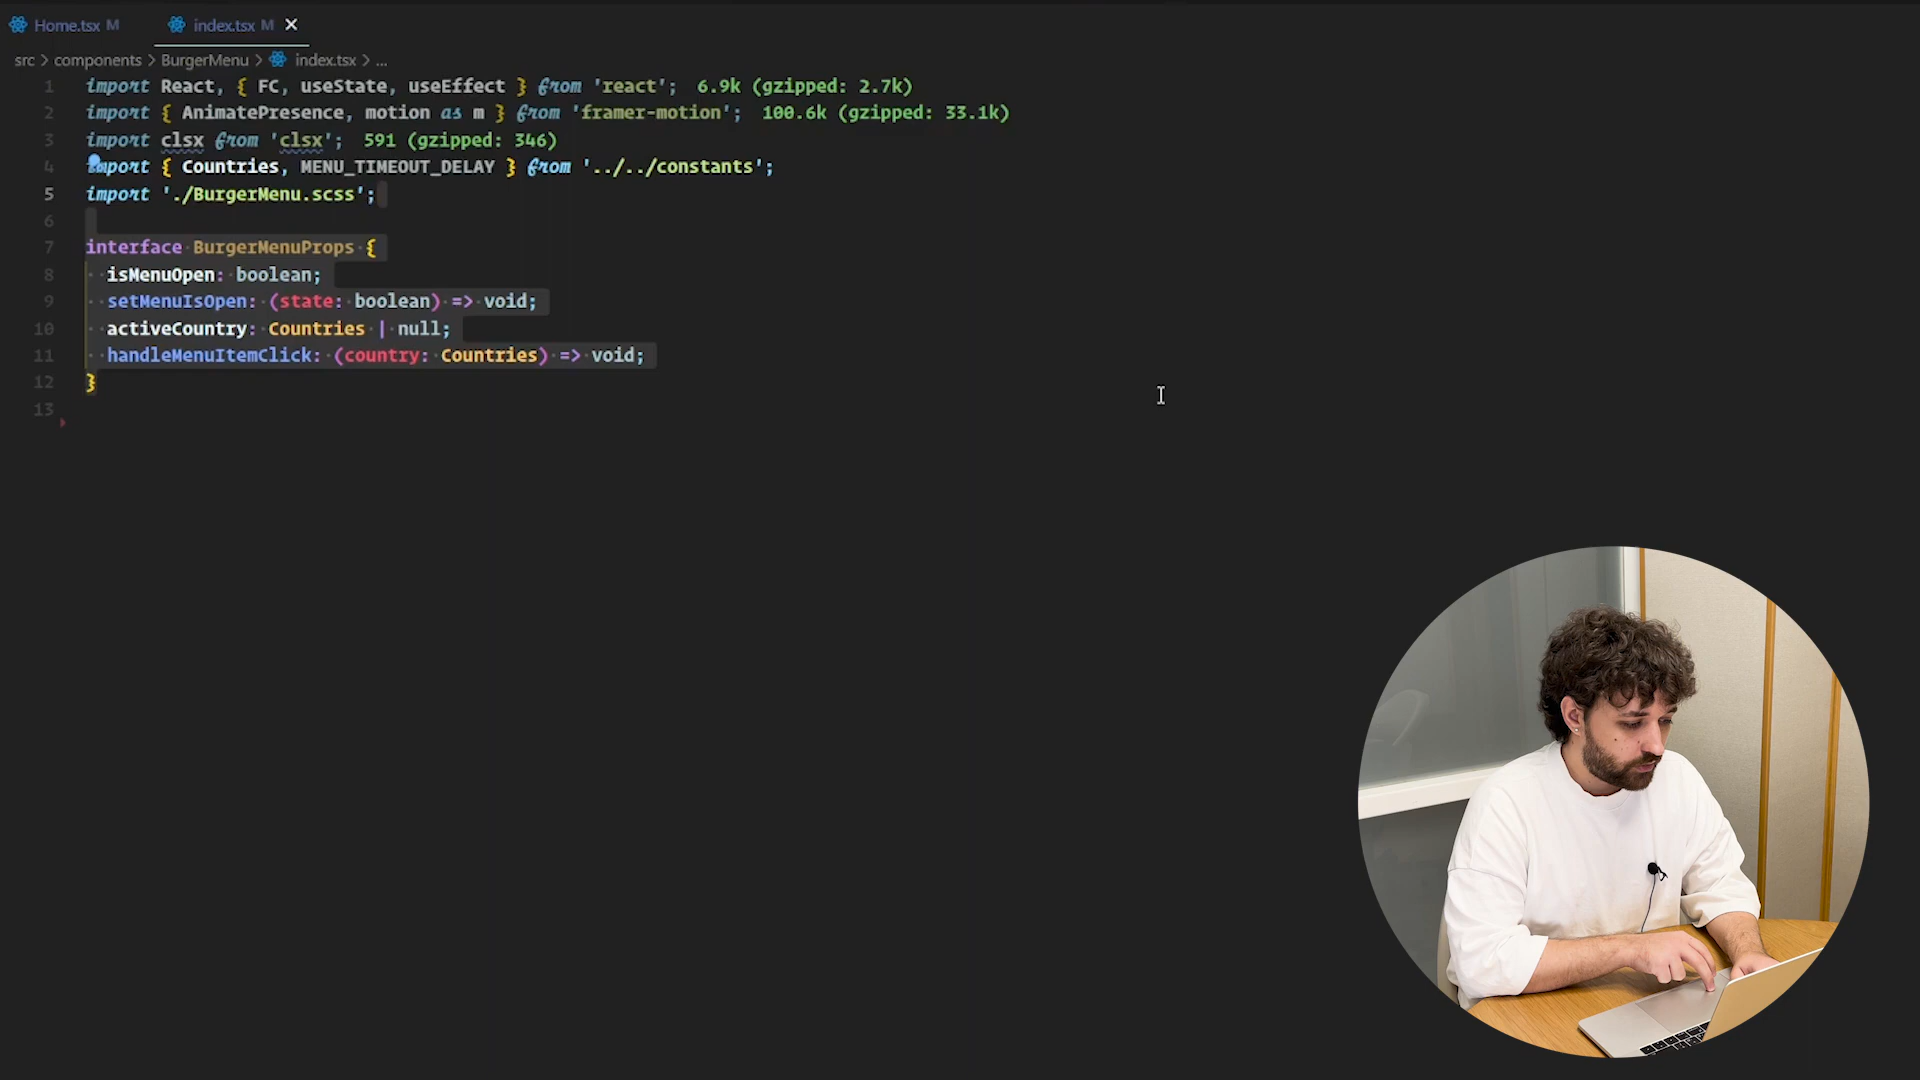 Home.tsx M index.tsx M
src > components > BurgerMenu > index.tsx > ...
1 import React, { FC, useState, useEffect } from 'react'; 6.9k (gzipped: 2.7k)
2 import { AnimatePresence, motion as m } from 'framer-motion'; 100.6k (gzipped: 33.1k)
3 import clsx from 'clsx'; 591 (gzipped: 346)
4 import { Countries, MENU_TIMEOUT_DELAY } from '../../constants';
5 import './BurgerMenu.scss';
6
7 interface BurgerMenuProps {
8 isMenuOpen: boolean;
9 setMenuIsOpen: (state: boolean) => void;
10 activeCountry: Countries | null;
11 handleMenuItemClick: (country: Countries) => void;
12 }
13